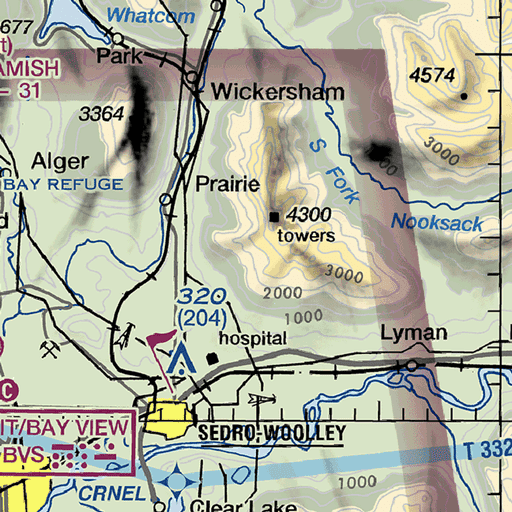 677
Whatcom
Park
AMISH
- 31
Wickersham
4574
3364
S Fork
3000
Alger
BAY REFUGE
Prairie
4300
towers
Nooksack
3000
2000
320
(204)
1000
hospital
Lyman
C
IT/BAY VIEW
BVS
SEDRO-WOOLLEY
T 332
CRNEL
1000
Clear Lake